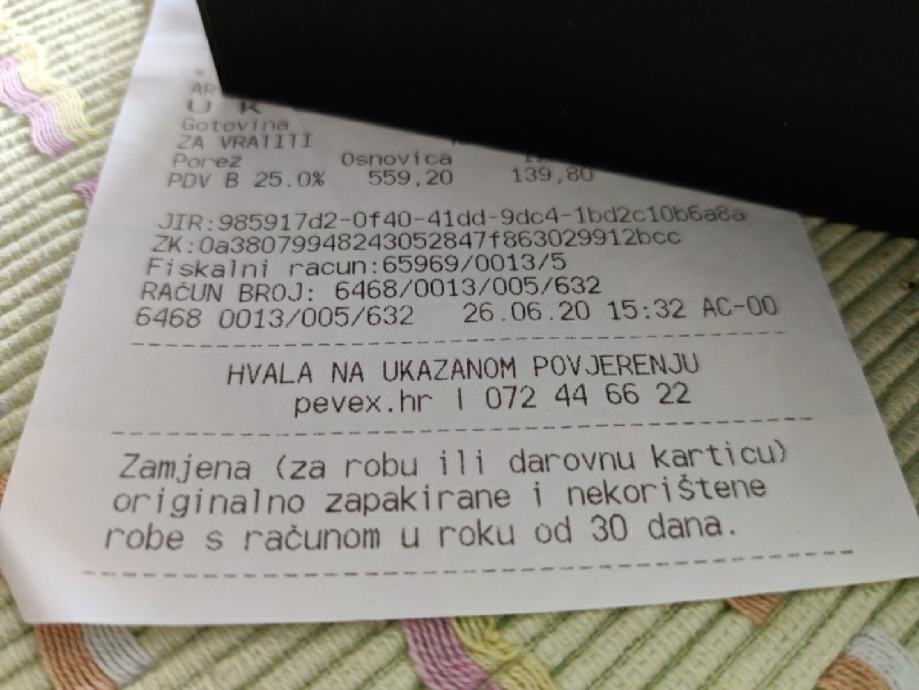 AR
U K
Gotovina
ZA VRATITI
Porez Osnovica
PDV B 25.0% 559,20 139,80
JIR:985917d2-0f40-41dd-9dc4-1bd2c10b6a8a
ZK:0a38079948243052847f863029912bcc
Fiskalni racun:65969/0013/5
RAČUN BROJ: 6468/0013/005/632
6468 0013/005/632 26.06.20 15:32 AC-00
HVALA NA UKAZANOM POVJERENJU
pevex.hr | 072 44 66 22
Zamjena (za robu ili darovnu karticu)
originalno zapakirane i nekorištene
robe s računom u roku od 30 dana.